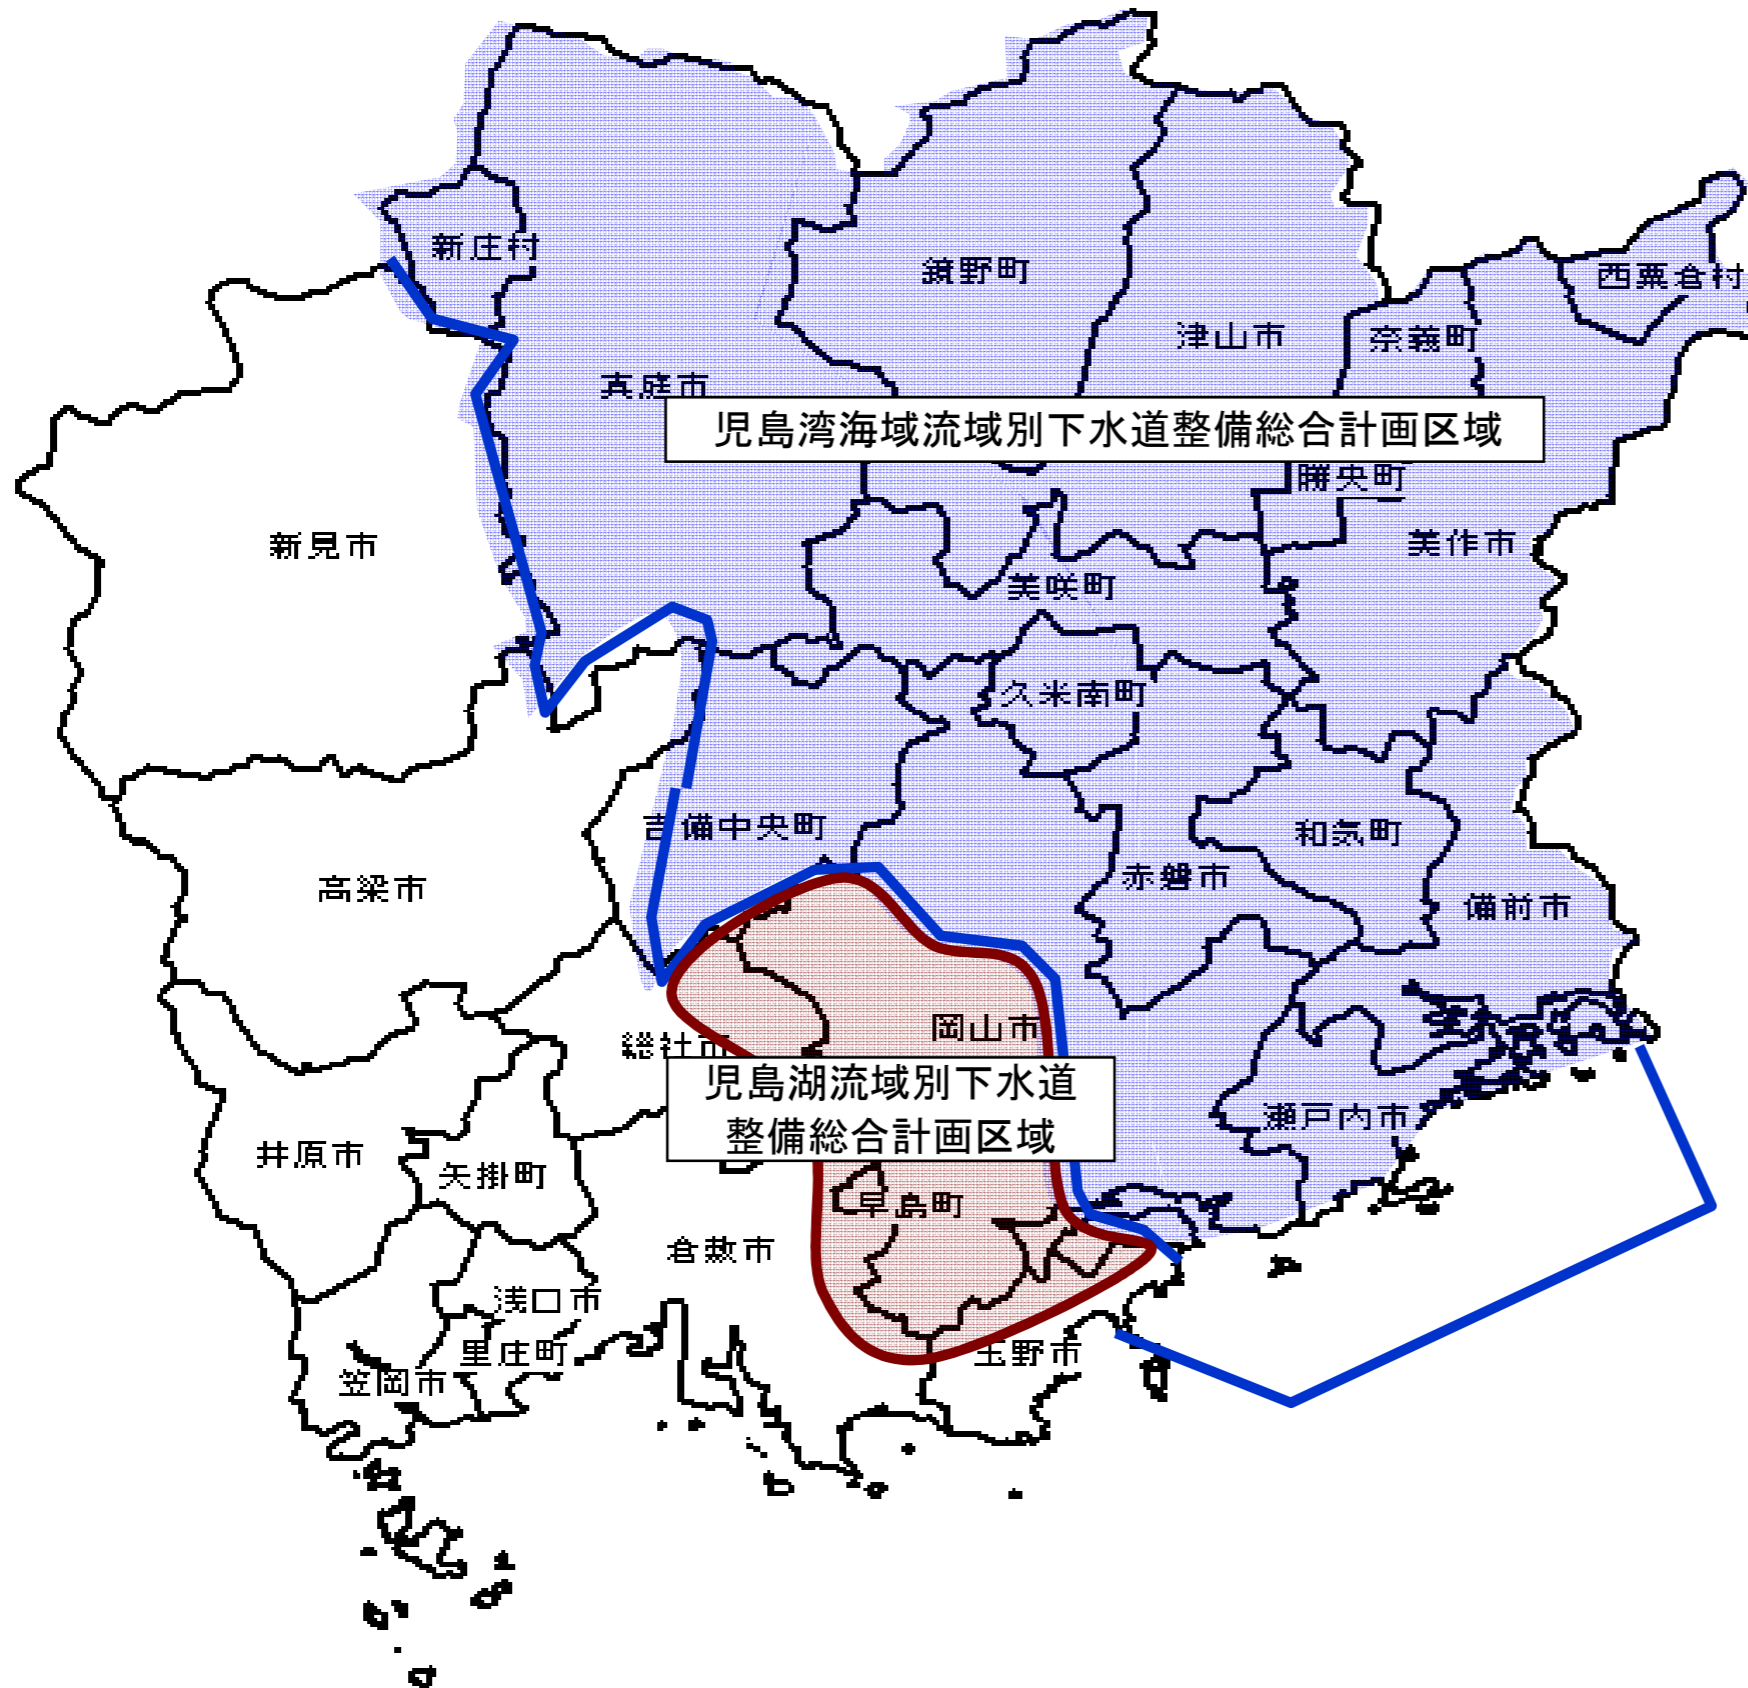 新庄村
鏡野町
西粟倉村
津山市
奈義町
真庭市
児島湾海域流域別下水道整備総合計画区域
勝央町
新見市
美作市
美咲町
久米南町
吉備中央町
和気町
高梁市
赤磐市
備前市
岡山市
総社市
児島湖流域別下水道
整備総合計画区域
瀬戸内市
井原市
矢掛町
早島町
倉敷市
浅口市
里庄町
玉野市
笠岡市